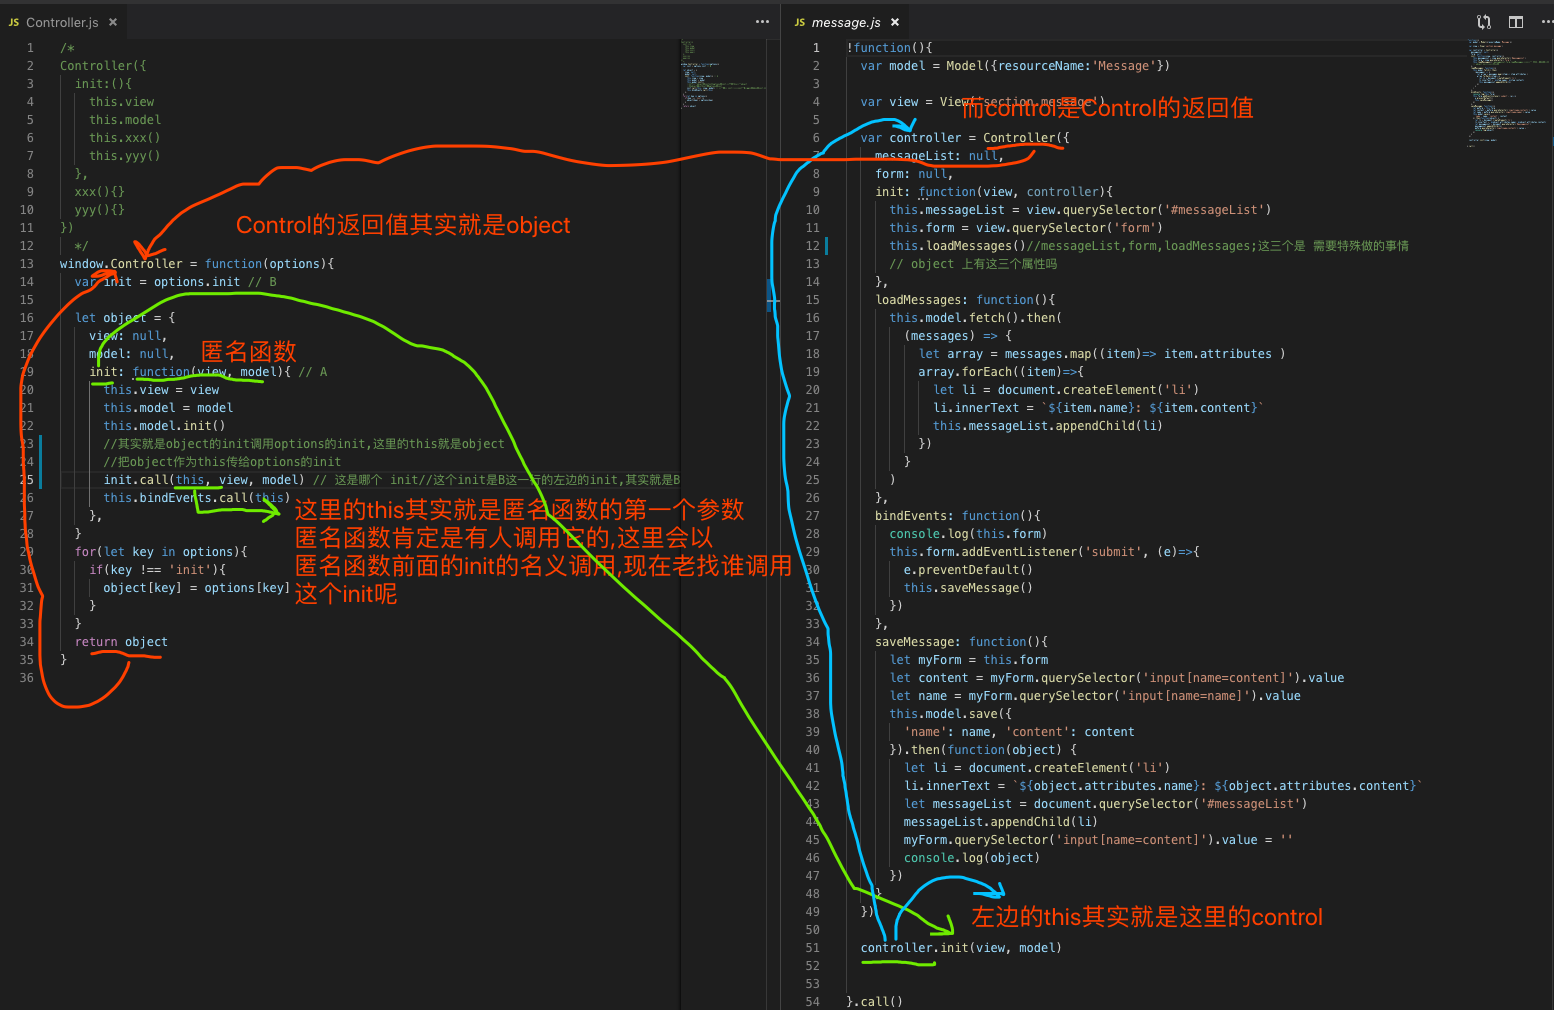 JS Controller.js ×
1 /*
2 Controller({
3 init:(){
4 this.view
5 this.model
6 this.xxx()
7 this.yyy()
8 },
9 xxx(){}
10 yyy(){}
11 })
12 */
13 window.Controller = function(options){
14 var init = options.init // B
15
16 let object = {
17 view: null,
18 model: null,
19 init: function(view, model){ // A
20 this.view = view
21 this.model = model
22 this.model.init()
23 //其实就是object的init调用options的init,这里的this就是object
24 //把object作为this传给options的init
25 init.call(this, view, model) // 这是哪个 init//这个init是B这一行的左边的init,其实就是B
26 this.bindEvents.call(this)
27 },
28 }
29 for(let key in options){
30 if(key !== 'init'){
31 object[key] = options[key]
32 }
33 }
34 return object
35 }
36
Control的返回值其实就是object
匿名函数
这里的this其实就是匿名函数的第一个参数
匿名函数肯定是有人调用它的,这里会以
匿名函数前面的init的名义调用,现在老找谁调用
这个init呢
JS message.js ×
1 !function(){
2 var model = Model({resourceName:'Message'})
3
4 var view = View('section.message')
5
6 var controller = Controller({
7 messageList: null,
8 form: null,
9 init: function(view, controller){
10 this.messageList = view.querySelector('#messageList')
11 this.form = view.querySelector('form')
12 this.loadMessages()//messageList,form,loadMessages;这三个是 需要特殊做的事情
13 // object 上有这三个属性吗
14 },
15 loadMessages: function(){
16 this.model.fetch().then(
17 (messages) => {
18 let array = messages.map((item)=> item.attributes )
19 array.forEach((item)=>{
20 let li = document.createElement('li')
21 li.innerText = `${item.name}: ${item.content}`
22 this.messageList.appendChild(li)
23 })
24 }
25 )
26 },
27 bindEvents: function(){
28 console.log(this.form)
29 this.form.addEventListener('submit', (e)=>{
30 e.preventDefault()
31 this.saveMessage()
32 })
33 },
34 saveMessage: function(){
35 let myForm = this.form
36 let content = myForm.querySelector('input[name=content]').value
37 let name = myForm.querySelector('input[name=name]').value
38 this.model.save({
39 'name': name, 'content': content
40 }).then(function(object) {
41 let li = document.createElement('li')
42 li.innerText = `${object.attributes.name}: ${object.attributes.content}`
43 let messageList = document.querySelector('#messageList')
44 messageList.appendChild(li)
45 myForm.querySelector('input[name=content]').value = ''
46 console.log(object)
47 })
48 }
49 })
50
51 controller.init(view, model)
52
53
54 }.call()
而control是Control的返回值
左边的this其实就是这里的control